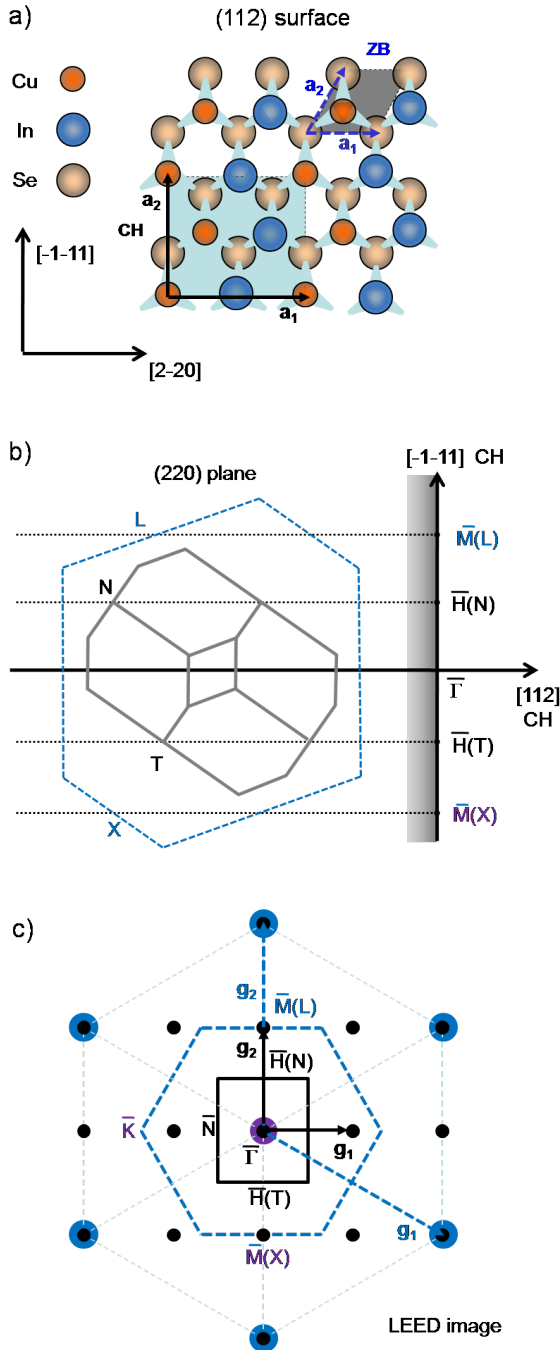 a)
(112) surface
ZB
Cu
In
Se
a₂
a₁
a₂
CH
a₁
[-1-11]
[2-20]
b)
[-1-11] CH
(220) plane
L
M̅(L)
N
H̅(N)
Γ̅
[112]
CH
T
H̅(T)
X
M̅(X)
c)
g₂
M̅(L)
g₂
H̅(N)
K̅
N̅
Γ̅
g₁
H̅(T)
g₁
M̅(X)
LEED image